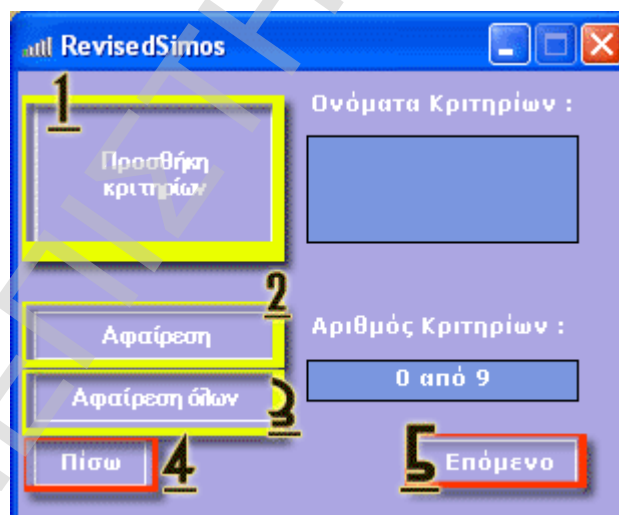 RevisedSimos
1
Ονόματα Κριτηρίων :
Προσθήκη
κριτηρίων
2
Αφαίρεση
Αριθμός Κριτηρίων :
0 από 9
Αφαίρεση όλων
3
Πίσω
4
5
Επόμενο